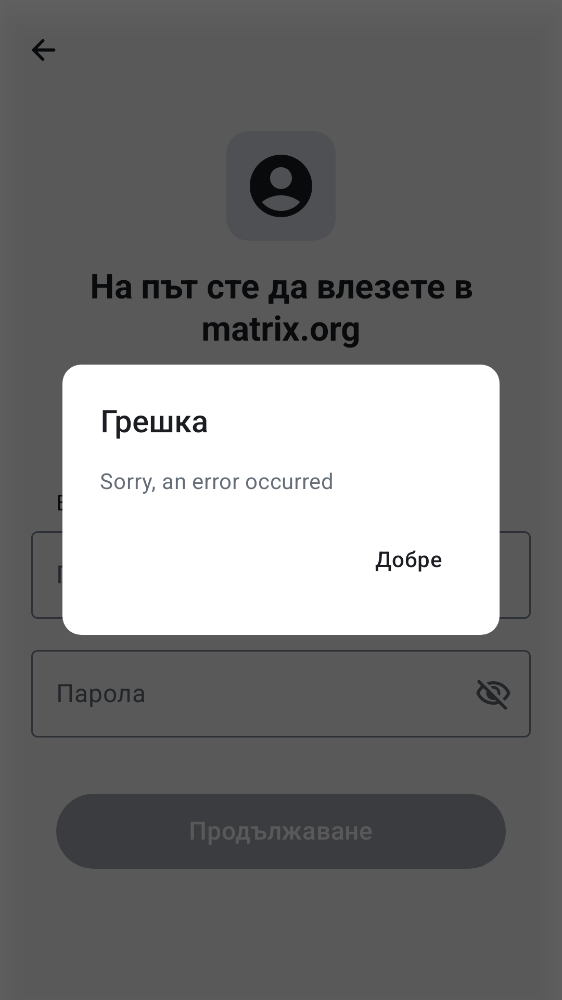 На път сте да влезете в
matrix.org
Грешка
Sorry, an error occurred
Добре
Парола
Продължаване